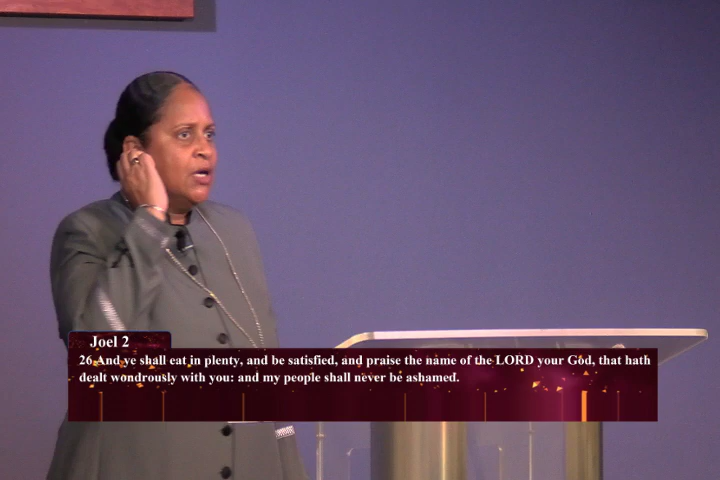 Joel 2
26 And ye shall eat in plenty, and be satisfied, and praise the name of the LORD your God, that hath
dealt wondrously with you: and my people shall never be ashamed.